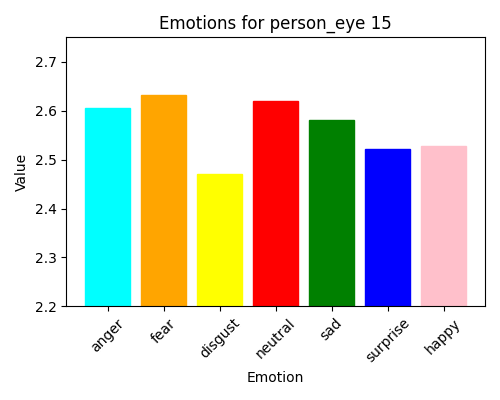 Emotions for person_eye 15
Value
2.7
2.6
2.5
2.4
2.3
2.2
anger
fear
disgust
neutral
sad
surprise
happy
Emotion